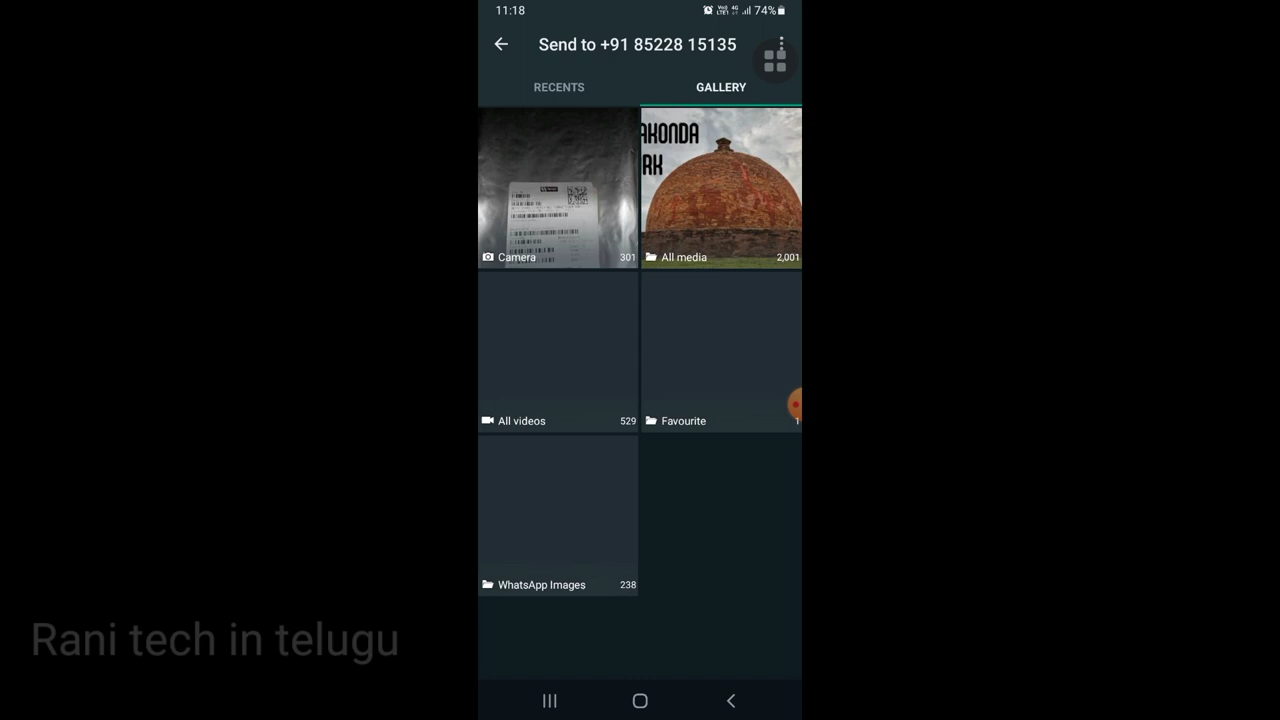 11:18
74%
Send to +91 85228 15135
RECENTS
GALLERY
AKONDA
RK
Camera 301
All media 2,001
All videos 529
Favourite 1
WhatsApp Images 238
Rani tech in telugu